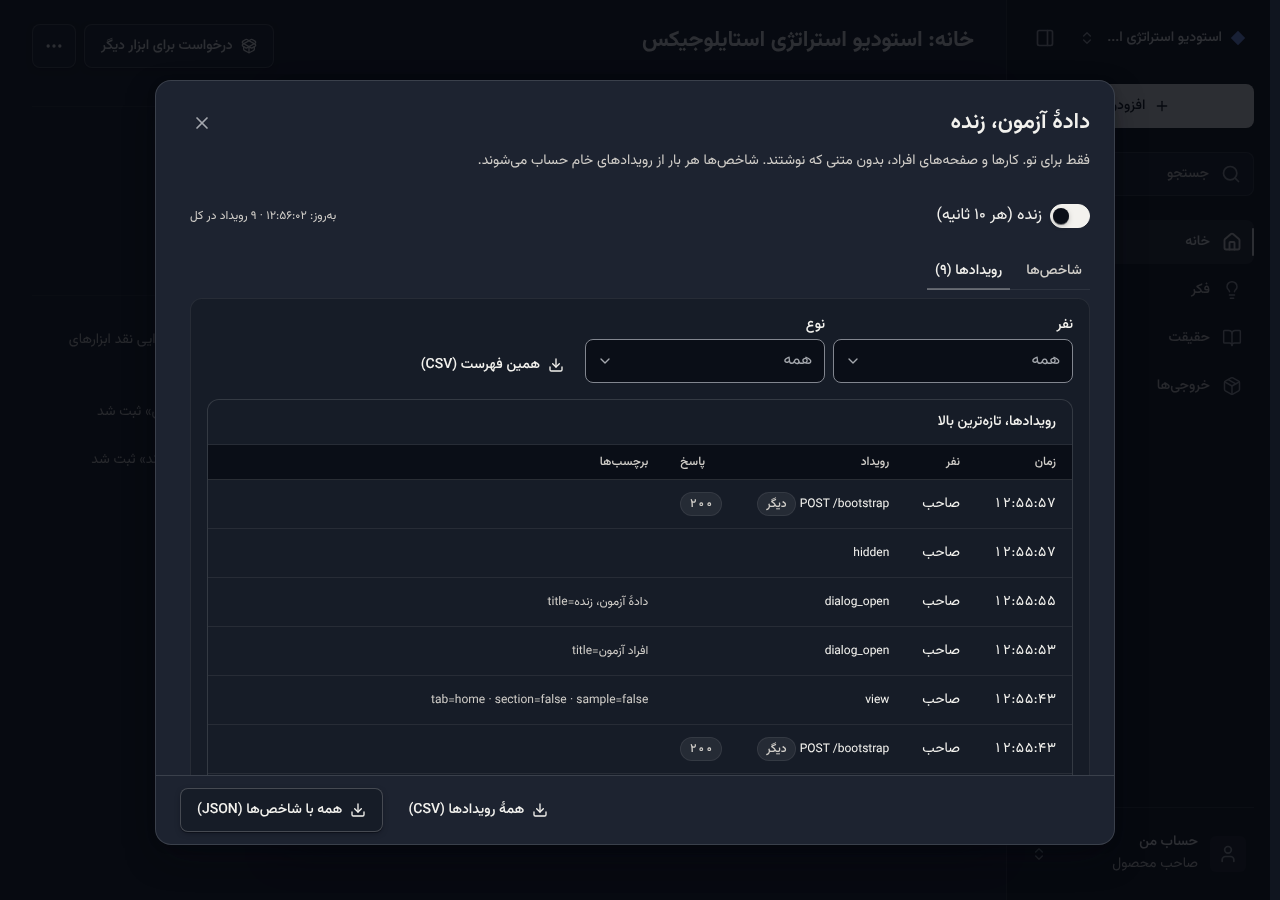 استودیو استراتژی ا...
خانه: استودیو استراتژی استایلوجیکس
درخواست برای ابزار دیگر
جستجو
خانه
فکر
حقیقت
خروجی‌ها
حساب من
صاحب محصول
دادهٔ آزمون، زنده
فقط برای تو. کارها و صفحه‌های افراد، بدون متنی که نوشتند. شاخص‌ها هر بار از رویدادهای خام حساب می‌شوند.
زنده (هر ۱۰ ثانیه)
به‌روز: ۱۲:۵۶:۰۲ · ۹ رویداد در کل
شاخص‌ها
رویدادها (۹)
نفر
نوع
همه
همه
همین فهرست (CSV)
رویدادها، تازه‌ترین بالا
زمان نفر رویداد پاسخ برچسب‌ها
۱۲:۵۵:۵۷ صاحب POST /bootstrap دیگر ۲۰۰
۱۲:۵۵:۵۷ صاحب hidden
۱۲:۵۵:۵۵ صاحب dialog_open title=دادهٔ آزمون، زنده
۱۲:۵۵:۵۳ صاحب dialog_open title=افراد آزمون
۱۲:۵۵:۴۳ صاحب view tab=home · section=false · sample=false
۱۲:۵۵:۴۳ صاحب POST /bootstrap دیگر ۲۰۰
همهٔ رویدادها (CSV)
همه با شاخص‌ها (JSON)
نقد ابزارهای
ثبت شد
ثبت شد